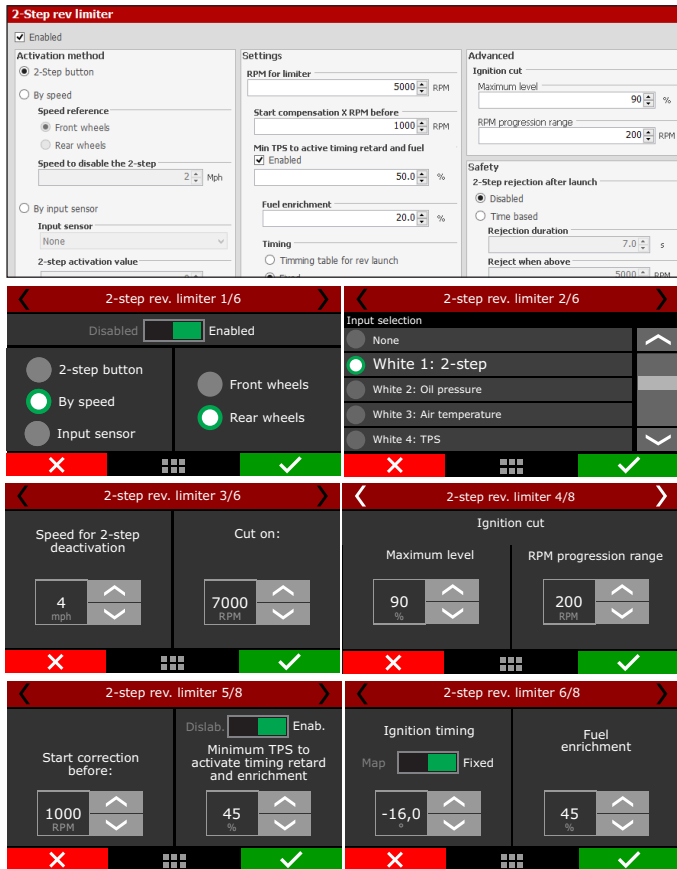 2-Step rev limiter
Enabled
Activation method
2-Step button
By speed
Speed reference
Front wheels
Rear wheels
Speed to disable the 2-step
2 Mph
By input sensor
Input sensor
None
2-step activation value
Settings
RPM for limiter
5000 RPM
Start compensation X RPM before
1000 RPM
Min TPS to active timing retard and fuel
Enabled
50.0 %
Fuel enrichment
20.0 %
Timing
Timming table for rev launch
Advanced
Ignition cut
Maximum level
90 %
RPM progression range
200 RPM
Safety
2-Step rejection after launch
Disabled
Time based
Rejection duration
7.0 s
Reject when above
5000 RPM
2-step rev. limiter 1/6
Disabled Enabled
2-step button
By speed
Input sensor
Front wheels
Rear wheels
2-step rev. limiter 2/6
Input selection
None
White 1: 2-step
White 2: Oil pressure
White 3: Air temperature
White 4: TPS
2-step rev. limiter 3/6
Speed for 2-step
deactivation
4
mph
Cut on:
7000
RPM
2-step rev. limiter 4/8
Ignition cut
Maximum level
90
%
RPM progression range
200
RPM
2-step rev. limiter 5/8
Start correction
before:
1000
RPM
Dislab. Enab.
Minimum TPS to
activate timing retard
and enrichment
45
%
2-step rev. limiter 6/8
Ignition timing
Map Fixed
-16,0
°
Fuel
enrichment
45
%